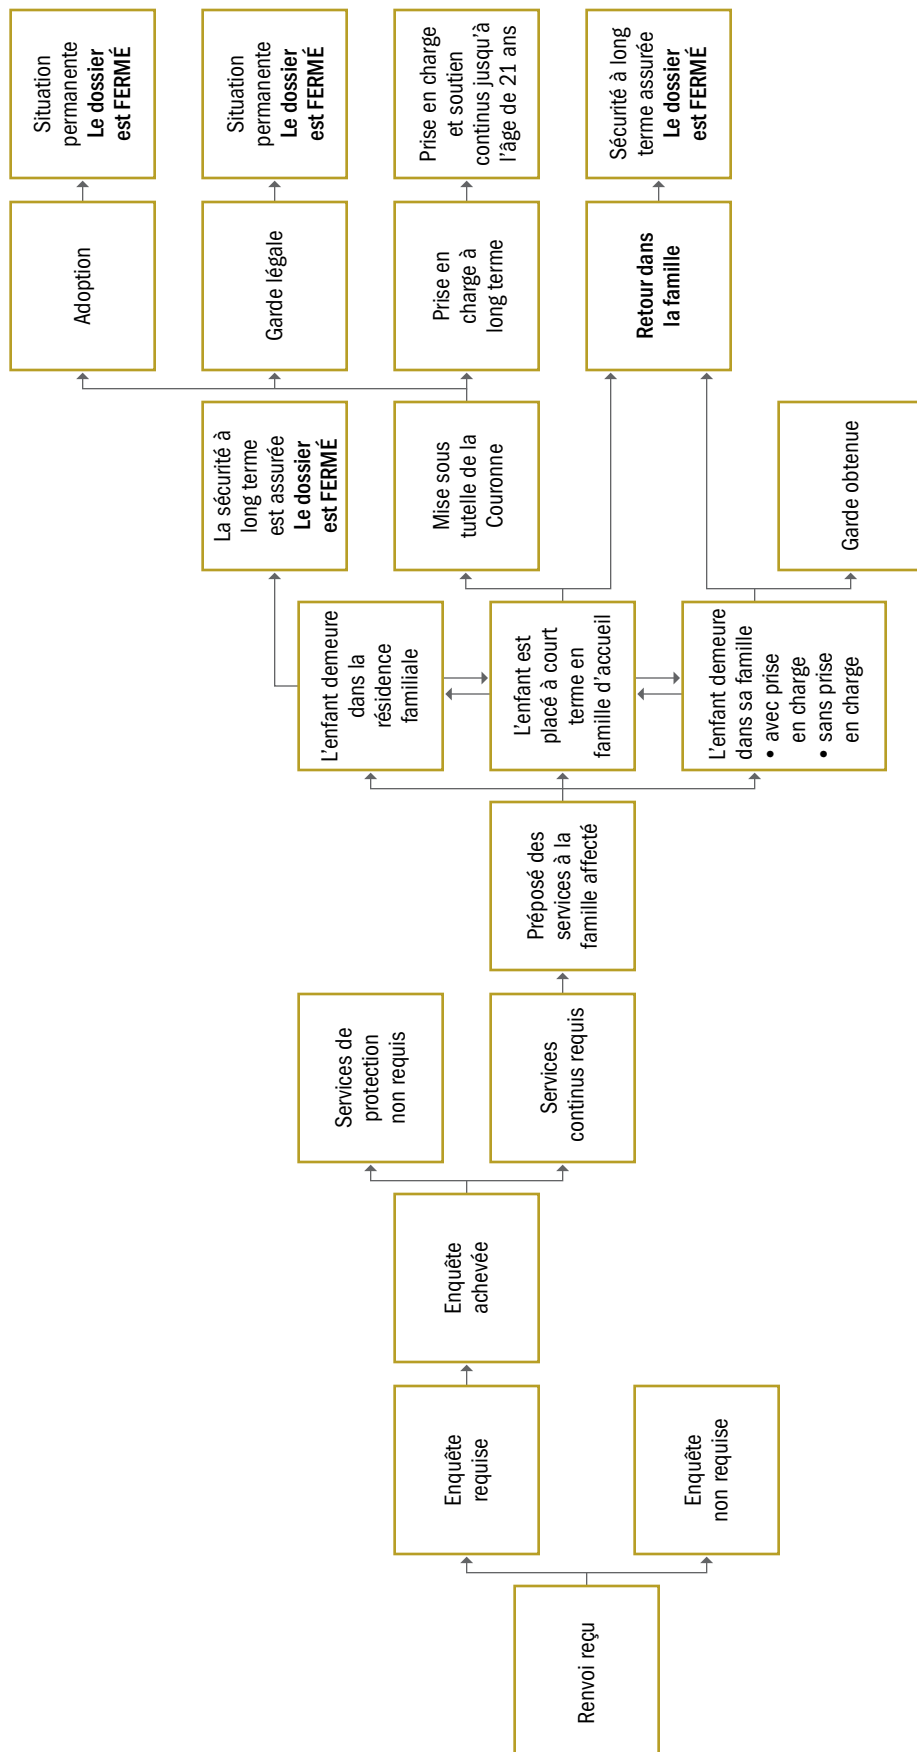 Renvoi reçu
Enquête
requise
Enquête
non requise
Enquête
achevée
Services de
protection
non requis
Services
continus requis
Préposé des
services à la
famille affecté
L'enfant demeure
dans la
résidence
familiale
L'enfant est
placé à court
terme en
famille d'accueil
L'enfant demeure
dans sa famille
• avec prise
en charge
• sans prise
en charge
La sécurité à
long terme
est assurée
Le dossier
est FERMÉ
Mise sous
tutelle de la
Couronne
Garde obtenue
Adoption
Garde légale
Prise en
charge à
long terme
Retour dans
la famille
Situation
permanente
Le dossier
est FERMÉ
Situation
permanente
Le dossier
est FERMÉ
Prise en charge
et soutien
continus jusqu'à
l'âge de 21 ans
Sécurité à long
terme assurée
Le dossier
est FERMÉ